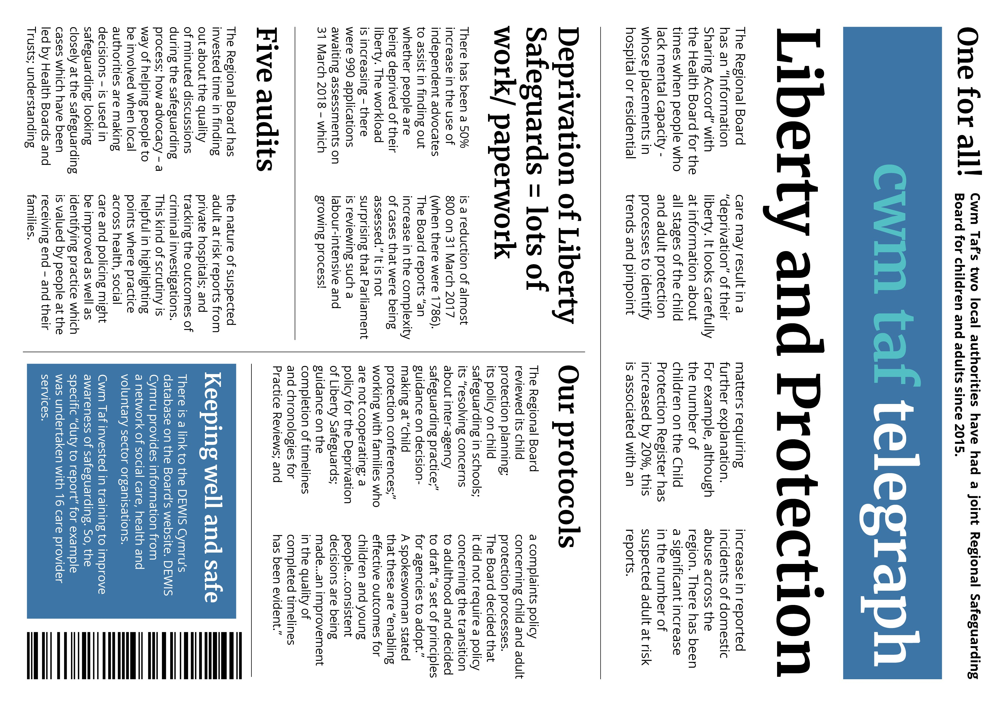 One for all!
Cwm Taf’s two local authorities have had a joint Regional Safeguarding
Board for children and adults since 2015.
cwm taf telegraph
Liberty and Protection
The Regional Board
has an “Information
Sharing Accord” with
the Health Board for the
times when people who
lack mental capacity -
whose placements in
hospital or residential
care may result in a
“deprivation” of their
liberty. It looks carefully
at information about
all stages of the child
and adult protection
processes to identify
trends and pinpoint
matters requiring
further explanation.
For example, although
the number of
children on the Child
Protection Register has
increased by 20%, this
is associated with an
increase in reported
incidents of domestic
abuse across the
region. There has been
a significant increase
in the number of
suspected adult at risk
reports.
Deprivation of Liberty
Safeguards = lots of
work/ paperwork
There has been a 50%
increase in the use of
independent advocates
to assist in finding out
whether people are
being deprived of their
liberty. The workload
is increasing – there
were 990 applications
awaiting assessments on
31 March 2018 – which
is a reduction of almost
800 on 31 March 2017
(when there were 1786).
The Board reports “an
increase in the complexity
of cases that were being
assessed.” It is not
surprising that Parliament
is reviewing such a
labour-intensive and
growing process!
Five audits
The Regional Board has
invested time in finding
out about the quality
of minuted discussions
during the safeguarding
process; how advocacy – a
way of helping people to
be involved when local
authorities are making
decisions – is used in
safeguarding; looking
closely at the safeguarding
cases which have been
led by Health Boards and
Trusts; understanding
the nature of suspected
adult at risk reports from
private hospitals; and
tracking the outcomes of
criminal investigations.
This kind of scrutiny is
helpful in highlighting
points where practice
across health, social
care and policing might
be improved as well as
identifying practice which
is valued by people at the
receiving end – and their
families.
Our protocols
The Regional Board
reviewed its child
protection planning;
its policy on child
safeguarding in schools;
its “resolving concerns
about inter-agency
safeguarding practice;”
guidance on decision-
making at “child
protection conferences;”
working with families who
are not cooperating; a
policy for the Deprivation
of Liberty Safeguards;
guidance on the
completion of timelines
and chronologies for
Practice Reviews; and
a complaints policy
concerning child and adult
protection processes.
The Board decided that
it did not require a policy
concerning the transition
to adulthood and decided
to draft “a set of principles
for agencies to adopt.”
A spokeswoman stated
that these are “enabling
effective outcomes for
children and young
people...consistent
decisions are being
made...an improvement
in the quality of
completed timelines
has been evident.”
Keeping well and safe
There is a link to the DEWIS Cymru’s
database on the Board’s website. DEWIS
Cymru provides information from
a network of social care, health and
voluntary sector organisations.
Cwm Taf invested in training to improve
awareness of safeguarding. So, the
specific “duty to report” for example
was undertaken with 16 care provider
services.